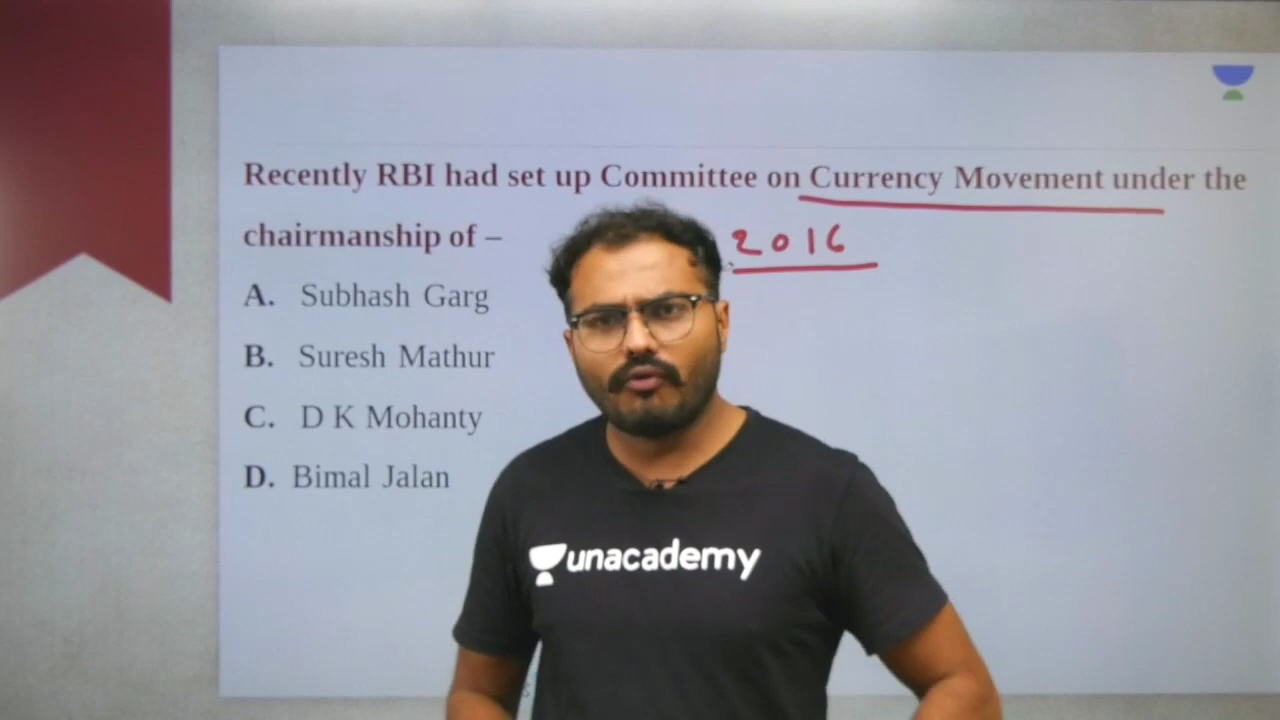 Recently RBI had set up Committee on Currency Movement under the
chairmanship of –
2016
A. Subhash Garg
B. Suresh Mathur
C. D K Mohanty
D. Bimal Jalan
unacademy